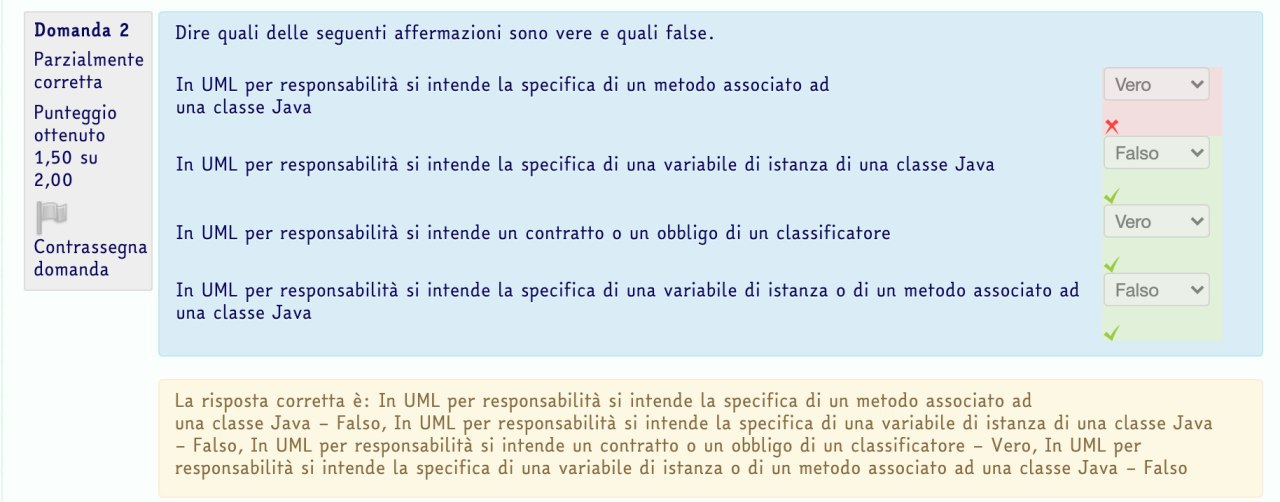 Domanda 2
Parzialmente
corretta
Punteggio
ottenuto
1,50 su
2,00
Contrassegna
domanda
Dire quali delle seguenti affermazioni sono vere e quali false.
In UML per responsabilità si intende la specifica di un metodo associato ad
una classe Java
Vero
In UML per responsabilità si intende la specifica di una variabile di istanza di una classe Java
Falso
In UML per responsabilità si intende un contratto o un obbligo di un classificatore
Vero
In UML per responsabilità si intende la specifica di una variabile di istanza o di un metodo associato ad
una classe Java
Falso
La risposta corretta è: In UML per responsabilità si intende la specifica di un metodo associato ad
una classe Java – Falso, In UML per responsabilità si intende la specifica di una variabile di istanza di una classe Java
– Falso, In UML per responsabilità si intende un contratto o un obbligo di un classificatore – Vero, In UML per
responsabilità si intende la specifica di una variabile di istanza o di un metodo associato ad una classe Java – Falso